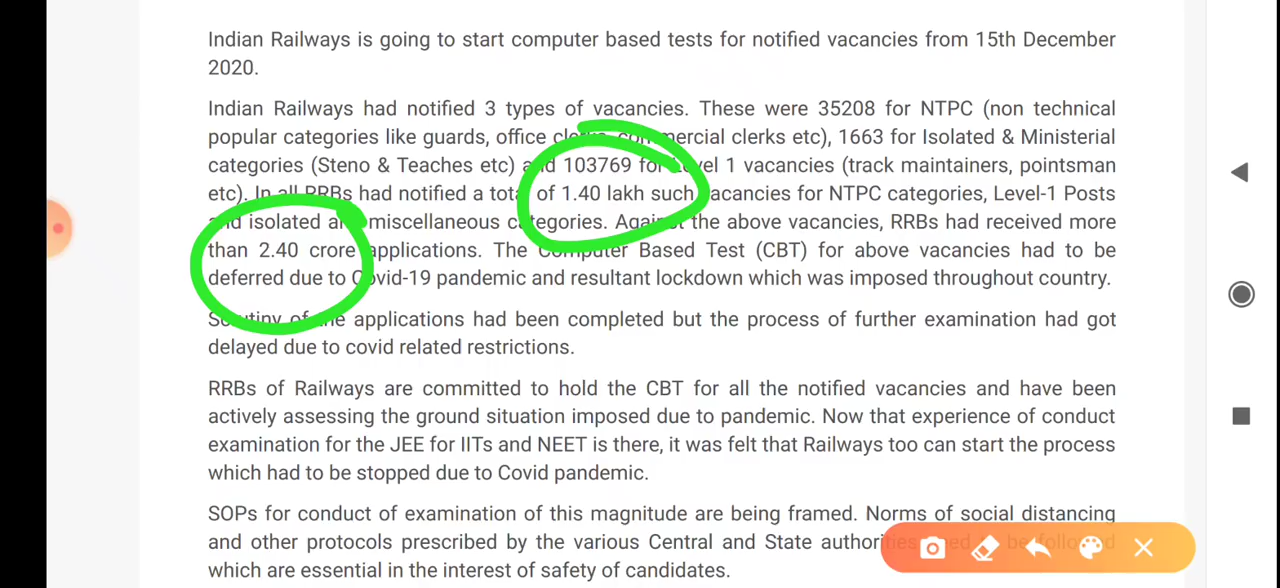 Indian Railways is going to start computer based tests for notified vacancies from 15th December
2020.
Indian Railways had notified 3 types of vacancies. These were 35208 for NTPC (non technical
popular categories like guards, office clerks, commercial clerks etc), 1663 for Isolated & Ministerial
categories (Steno & Teaches etc) and 103769 for Level 1 vacancies (track maintainers, pointsman
etc). In all RRBs had notified a total of 1.40 lakh such vacancies for NTPC categories, Level-1 Posts
and isolated and miscellaneous categories. Against the above vacancies, RRBs had received more
than 2.40 crore applications. The Computer Based Test (CBT) for above vacancies had to be
deferred due to Covid-19 pandemic and resultant lockdown which was imposed throughout country.
Scrutiny of the applications had been completed but the process of further examination had got
delayed due to covid related restrictions.
RRBs of Railways are committed to hold the CBT for all the notified vacancies and have been
actively assessing the ground situation imposed due to pandemic. Now that experience of conduct
examination for the JEE for IITs and NEET is there, it was felt that Railways too can start the process
which had to be stopped due to Covid pandemic.
SOPs for conduct of examination of this magnitude are being framed. Norms of social distancing
and other protocols prescribed by the various Central and State authorities need to be followed
which are essential in the interest of safety of candidates.